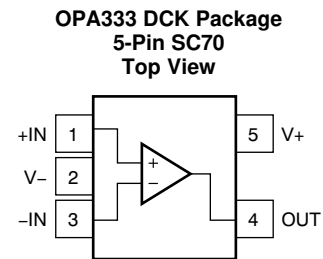 OPA333 DCK Package
5-Pin SC70
Top View
+IN 1 5 V+
V− 2
−IN 3 4 OUT
+
−